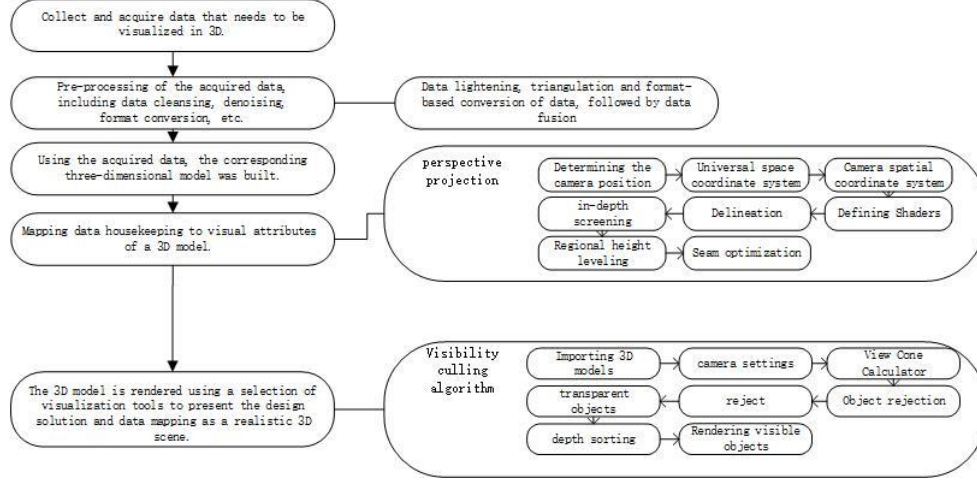 Collect and acquire data that needs to be
visualized in 3D.
Pre-processing of the acquired data,
including data cleansing, denoising,
format conversion, etc.
Data lightening, triangulation and format-
based conversion of data, followed by data
fusion
Using the acquired data, the corresponding
three-dimensional model was built.
Mapping data housekeeping to visual attributes
of a 3D model.
perspective
projection
Determining the
camera position
Universal space
coordinate system
Camera spatial
coordinate system
in-depth
screening
Delineation
Defining Shaders
Regional height
leveling
Seam optimization
The 3D model is rendered using a selection of
visualization tools to present the design
solution and data mapping as a realistic 3D
scene.
Visibility
culling
algorithm
Importing 3D
models
camera settings
View Cone
Calculator
transparent
objects
reject
Object rejection
depth sorting
Rendering visible
objects